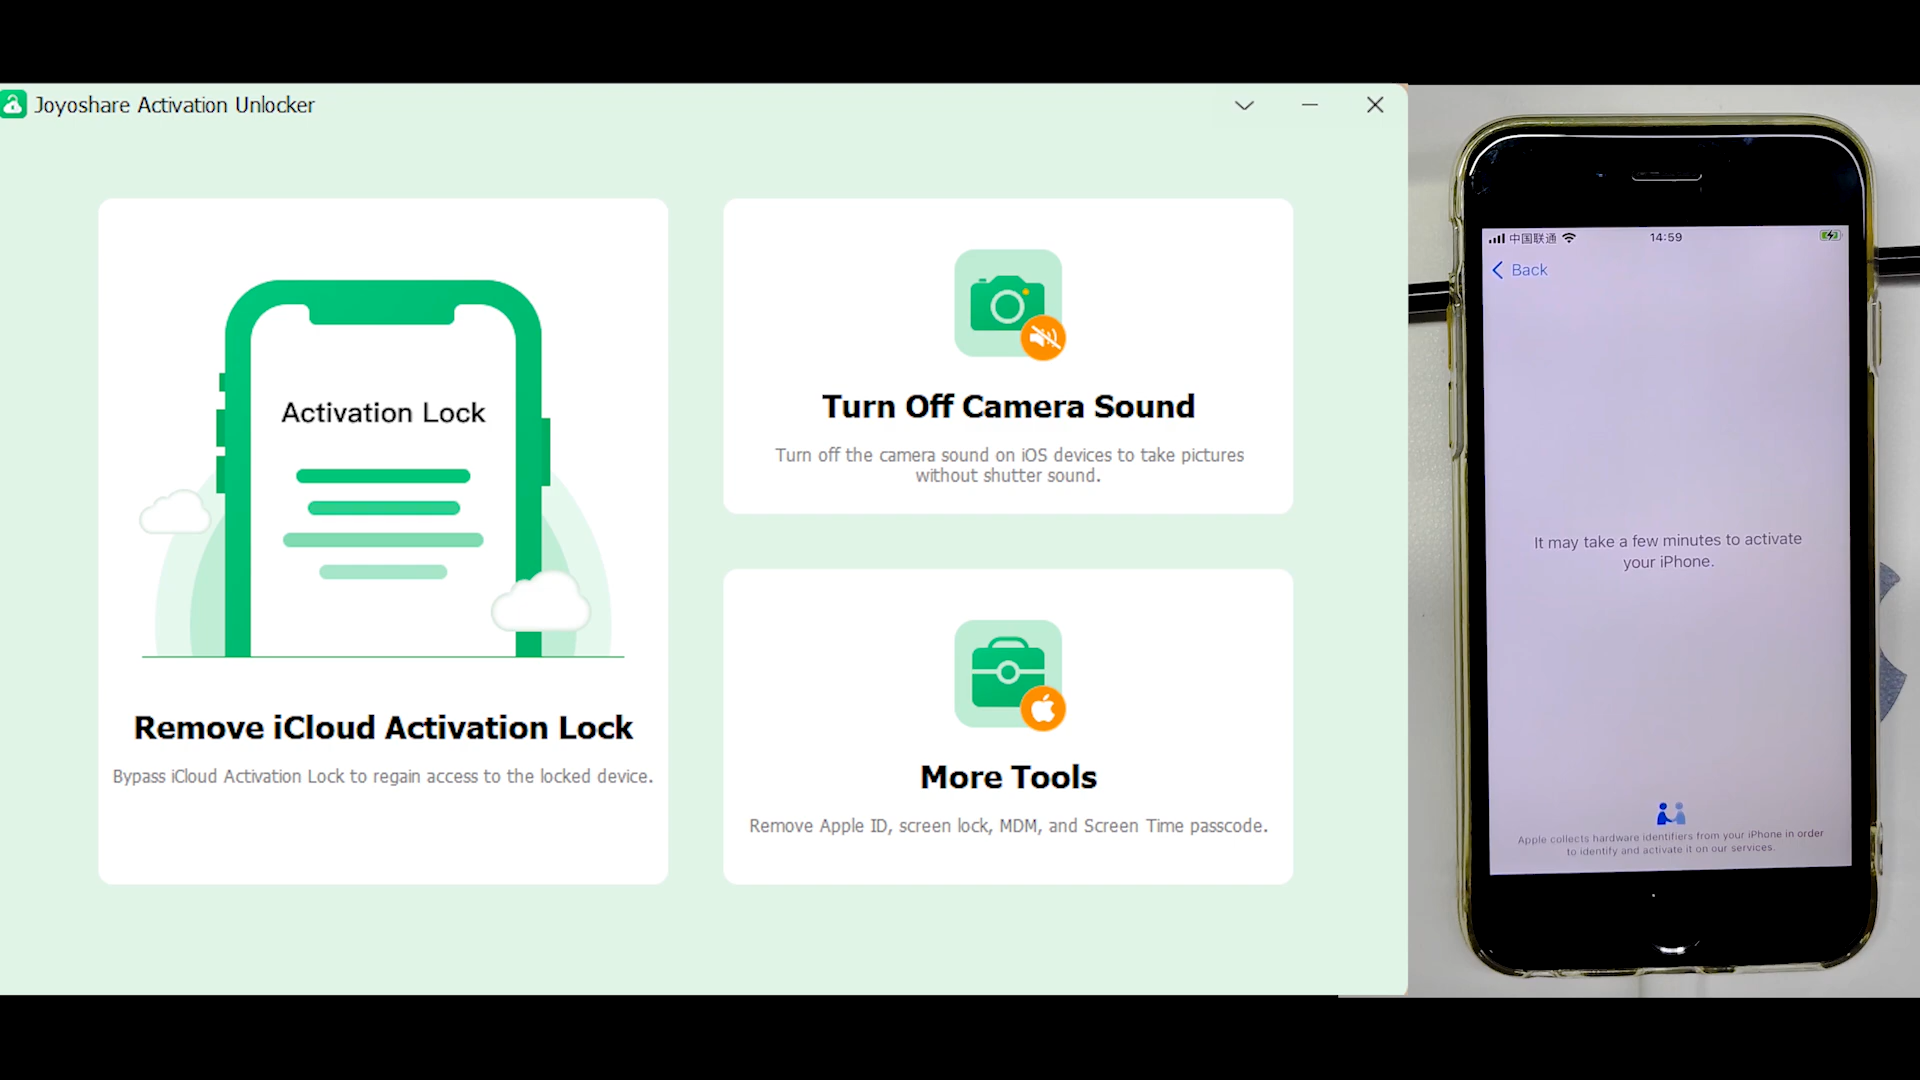 Joyoshare Activation Unlocker
Activation Lock
Remove iCloud Activation Lock
Bypass iCloud Activation Lock to regain access to the locked device.
Turn Off Camera Sound
Turn off the camera sound on iOS devices to take pictures
without shutter sound.
More Tools
Remove Apple ID, screen lock, MDM, and Screen Time passcode.
中国联通 14:59
Back
It may take a few minutes to activate
your iPhone.
Apple collects hardware identifiers from your iPhone in order
to identify and activate it on our services.